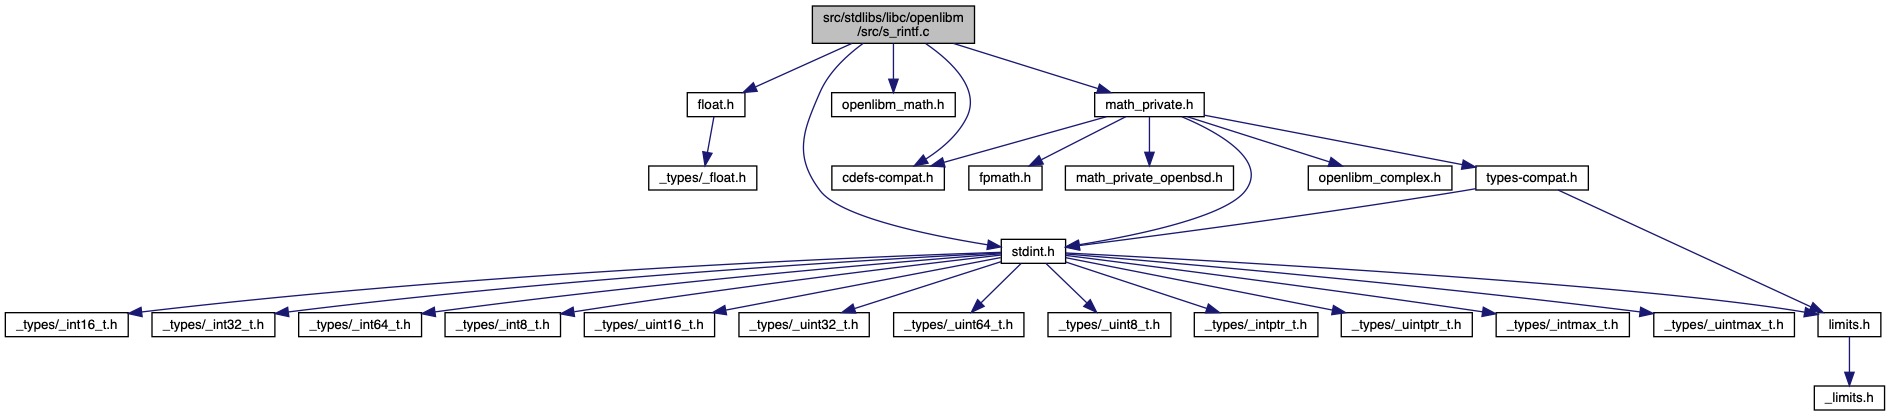 src/stdlibs/libc/openlibm
/src/s_rintf.c
float.h
openlibm_math.h
math_private.h
_types/_float.h
cdefs-compat.h
fpmath.h
math_private_openbsd.h
openlibm_complex.h
types-compat.h
stdint.h
_types/_int16_t.h
_types/_int32_t.h
_types/_int64_t.h
_types/_int8_t.h
_types/_uint16_t.h
_types/_uint32_t.h
_types/_uint64_t.h
_types/_uint8_t.h
_types/_intptr_t.h
_types/_uintptr_t.h
_types/_intmax_t.h
_types/_uintmax_t.h
limits.h
_limits.h